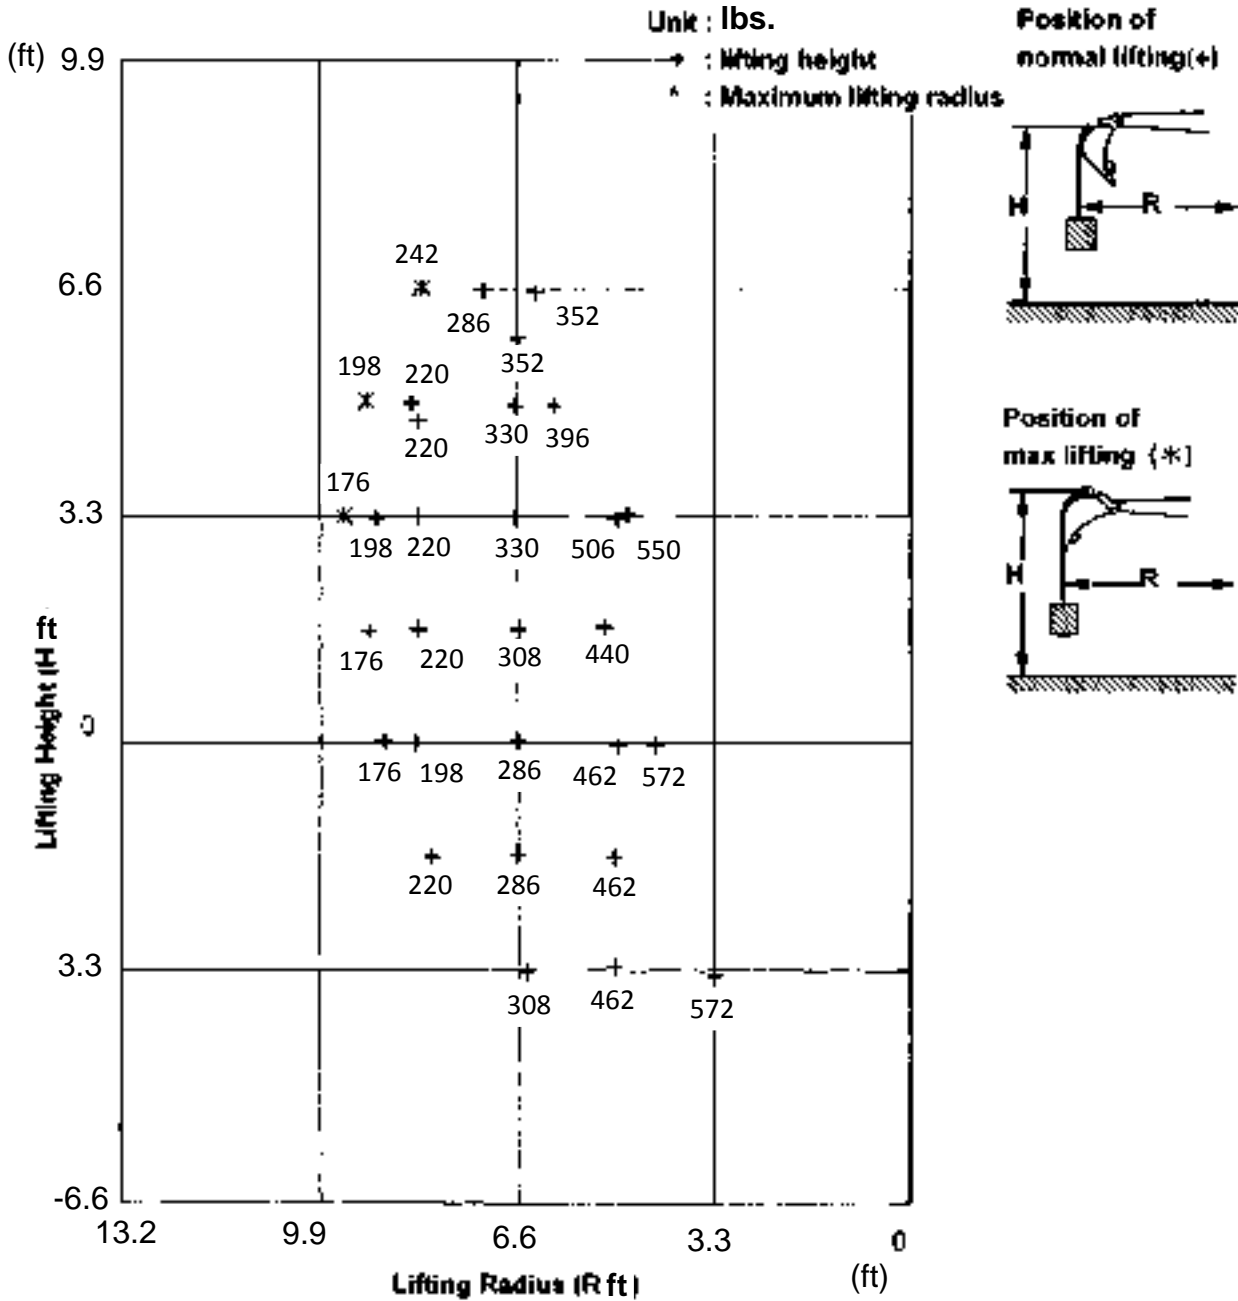 Unit : lbs.
+ : lifting height
* : Maximum lifting radius
Position of
normal lifting(+)
(ft) 9.9
H
R
242
6.6
286
352
352
198
220
330
396
220
Position of
max lifting (*)
176
3.3
198
220
330
506
550
H
R
176
220
308
440
Lifting Height (H ft
0
176
198
286
462
572
220
286
462
3.3
308
462
572
-6.6
13.2
9.9
6.6
3.3
0
Lifting Radius (R ft)
(ft)